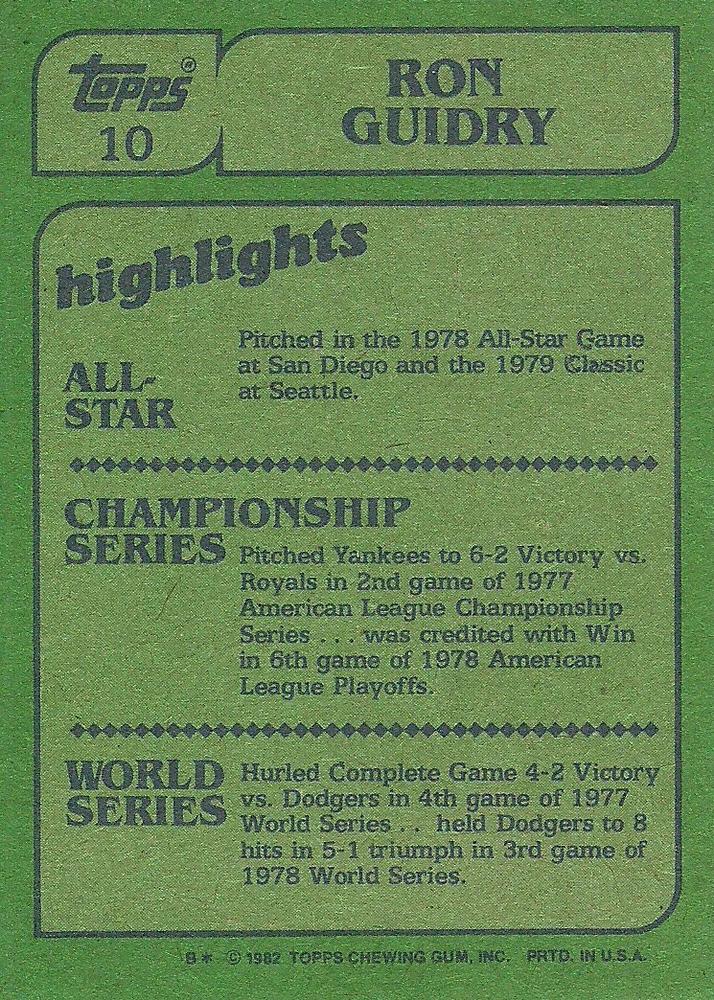 topps®
10
RON
GUIDRY
highlights
ALL-
STAR
Pitched in the 1978 All-Star Game
at San Diego and the 1979 Classic
at Seattle.
CHAMPIONSHIP
SERIES
Pitched Yankees to 6-2 Victory vs.
Royals in 2nd game of 1977
American League Championship
Series . . . was credited with Win
in 6th game of 1978 American
League Playoffs.
WORLD
SERIES
Hurled Complete Game 4-2 Victory
vs. Dodgers in 4th game of 1977
World Series . . held Dodgers to 8
hits in 5-1 triumph in 3rd game of
1978 World Series.
B* © 1982 TOPPS CHEWING GUM, INC. PRTD. IN U.S.A.